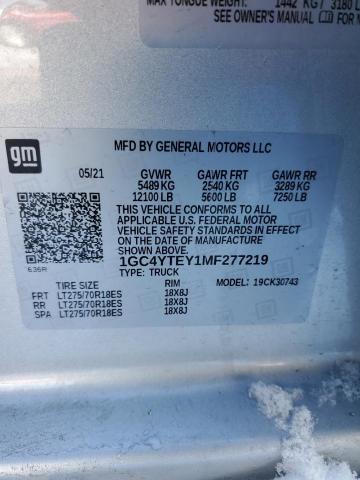 MAX TONGUE WEIGHT: 1442 KG / 3180 L
SEE OWNER'S MANUAL FOR
gm
MFD BY GENERAL MOTORS LLC
05/21 GVWR GAWR FRT GAWR RR
5489 KG 2540 KG 3289 KG
12100 LB 5600 LB 7250 LB
THIS VEHICLE CONFORMS TO ALL
APPLICABLE U.S. FEDERAL MOTOR
VEHICLE SAFETY STANDARDS IN
EFFECT ON THE DATE OF MANUFACTURE
SHOWN ABOVE.
636R
1GC4YTEY1MF277219
TYPE: TRUCK
TIRE SIZE RIM MODEL: 19CK30743
FRT LT275/70R18ES 18X8J
RR LT275/70R18ES 18X8J
SPA LT275/70R18ES 18X8J